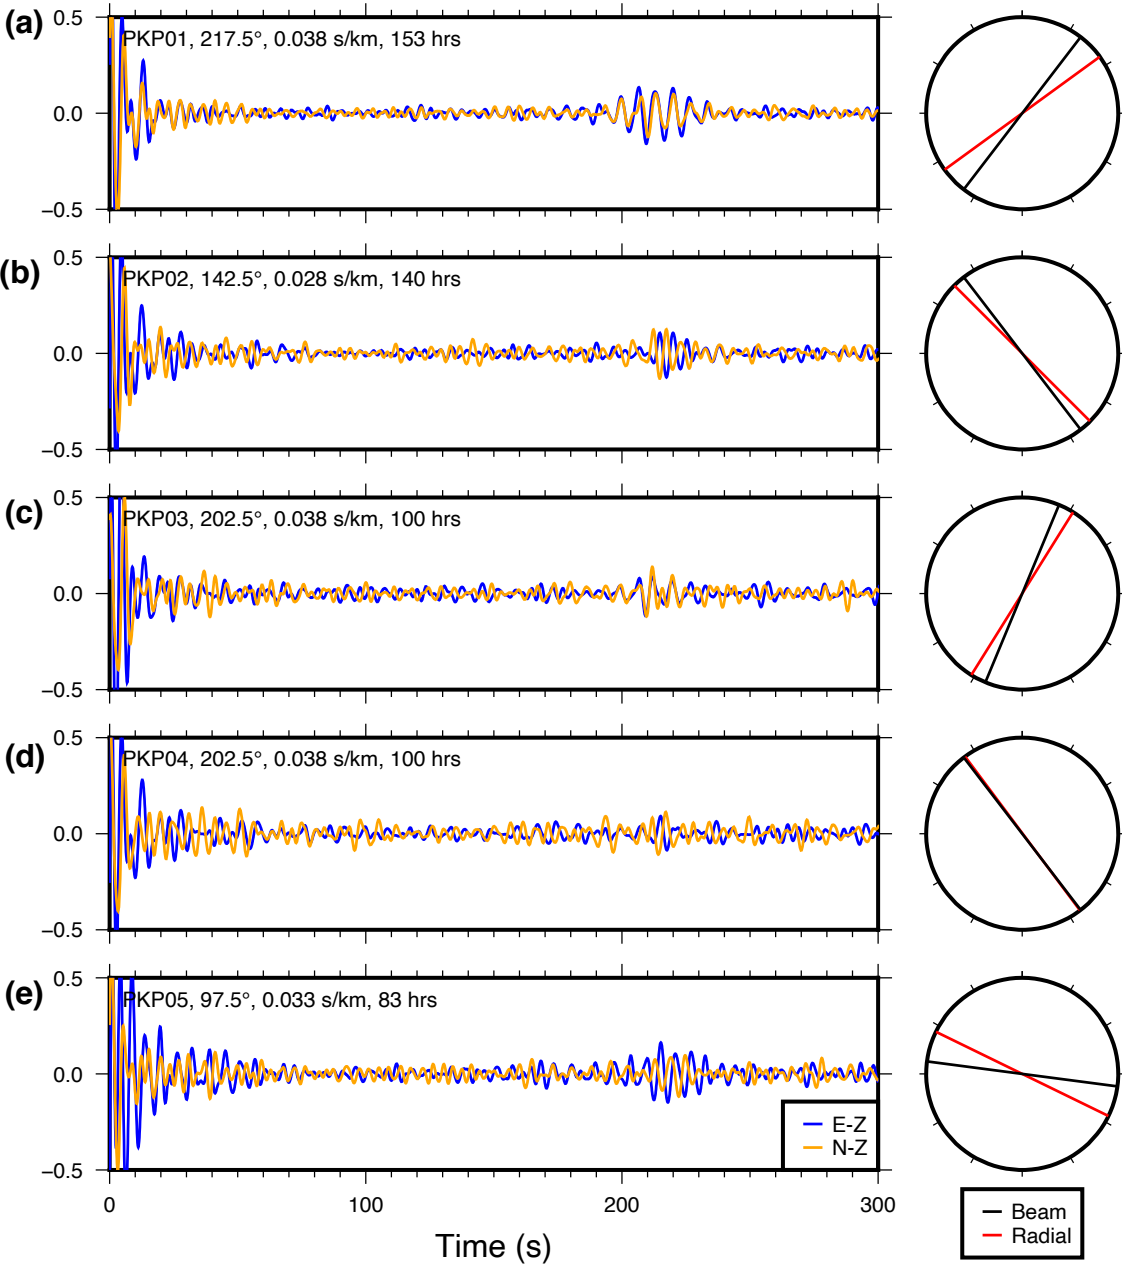 (a)
0.5
PKP01, 217.5°, 0.038 s/km, 153 hrs
0.0
−0.5
(b)
0.5
PKP02, 142.5°, 0.028 s/km, 140 hrs
0.0
−0.5
(c)
0.5
PKP03, 202.5°, 0.038 s/km, 100 hrs
0.0
−0.5
(d)
0.5
PKP04, 202.5°, 0.038 s/km, 100 hrs
0.0
−0.5
(e)
0.5
PKP05, 97.5°, 0.033 s/km, 83 hrs
0.0
−0.5
E-Z
N-Z
0 100 200 300
Time (s)
Beam
Radial